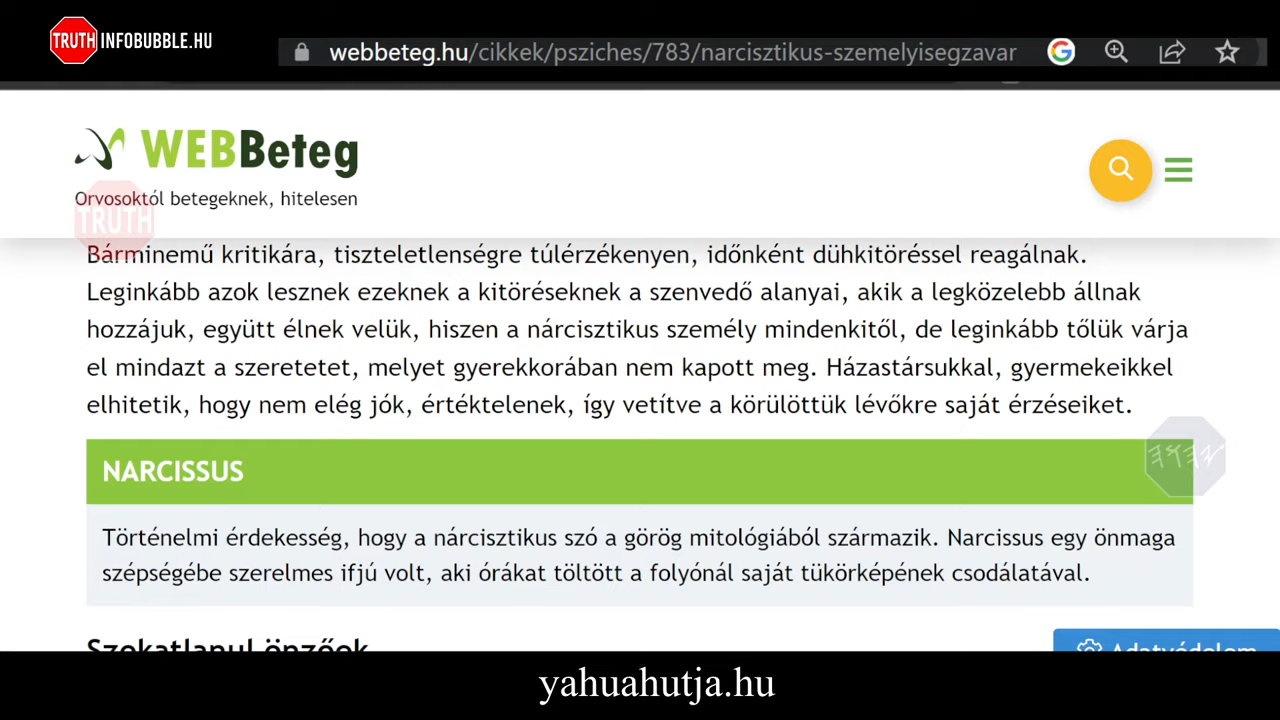 TRUTH INFOBUBBLE.HU
webbeteg.hu/cikkek/psziches/783/narcisztikus-szemelyisegzavar
WEBBeteg
Orvosoktól betegeknek, hitelesen
TRUTH
Bárminemű kritikára, tiszteletlenségre túlérzékenyen, időnként dühkitöréssel reagálnak.
Leginkább azok lesznek ezeknek a kitöréseknek a szenvedő alanyai, akik a legközelebb állnak
hozzájuk, együtt élnek velük, hiszen a nárcisztikus személy mindenkitől, de leginkább tőlük várja
el mindazt a szeretetet, melyet gyerekkorában nem kapott meg. Házastársukkal, gyermekeikkel
elhitetik, hogy nem elég jók, értéktelenek, így vetítve a körülöttük lévőkre saját érzéseiket.
𐤉𐤄𐤅𐤄
NARCISSUS
Történelmi érdekesség, hogy a nárcisztikus szó a görög mitológiából származik. Narcissus egy önmaga
szépségébe szerelmes ifjú volt, aki órákat töltött a folyónál saját tükörképének csodálatával.
Szokatlanul önzőek
Adatvédelem
yahuahutja.hu